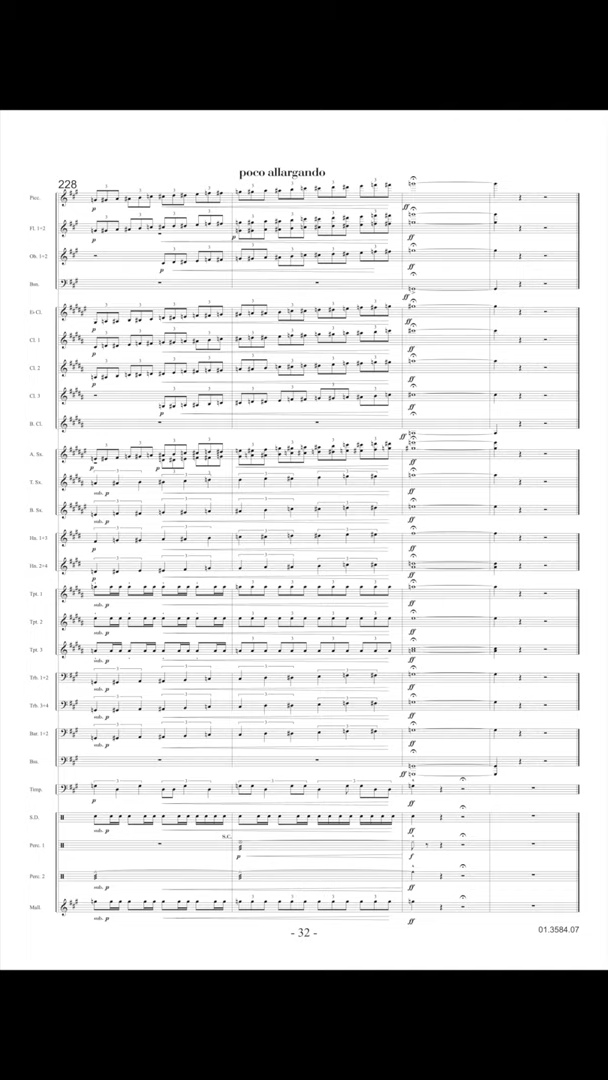 poco allargando
228
Picc.
Fl. 1+2
Ob. 1+2
Bsn.
E♭ Cl.
Cl. 1
Cl. 2
Cl. 3
B. Cl.
A. Sx.
T. Sx.
B. Sx.
Hn. 1+3
Hn. 2+4
Tpt. 1
Tpt. 2
Tpt. 3
Trb. 1+2
Trb. 3+4
Bar. 1+2
Bss.
Timp.
S.D.
S.C.
Perc. 1
Perc. 2
Mall.
- 32 -
01.3584.07